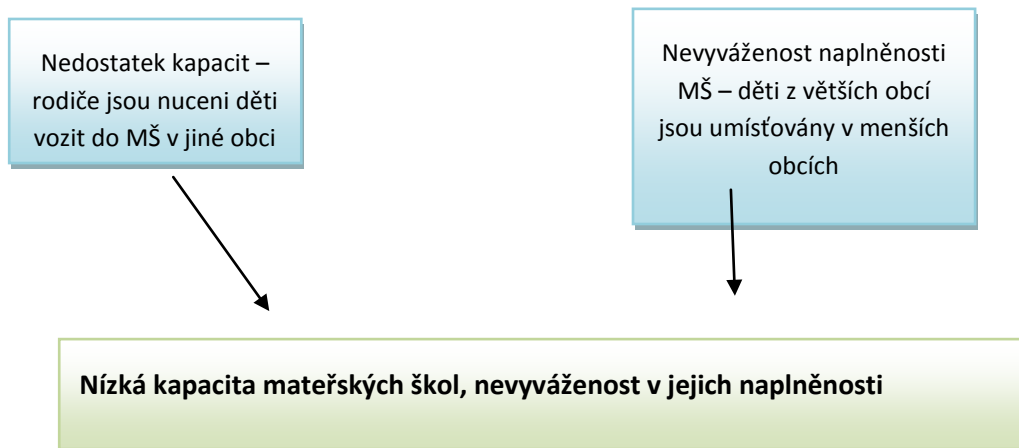 Nedostatek kapacit –
rodiče jsou nuceni děti
vozit do MŠ v jiné obci
Nevyváženost naplněnosti
MŠ – děti z větších obcí
jsou umísťovány v menších
obcích
Nízká kapacita mateřských škol, nevyváženost v jejich naplněnosti